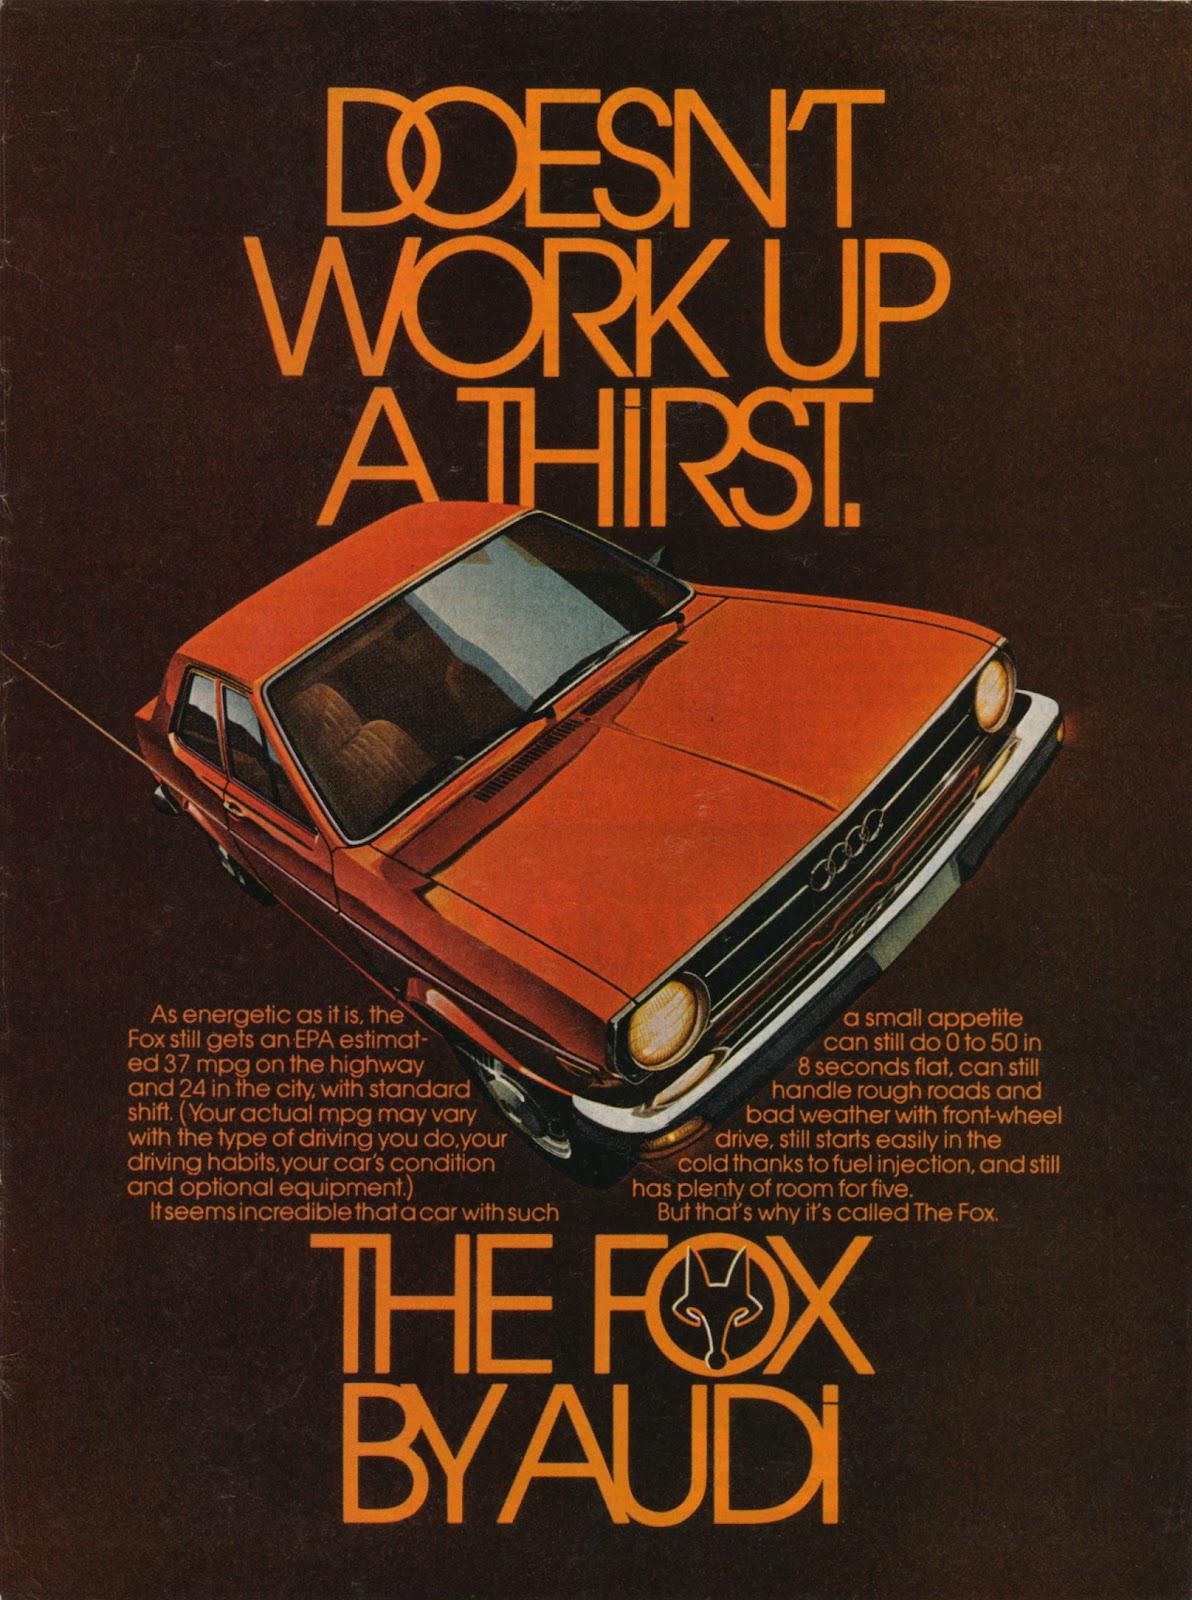 DOESN'T
WORK UP
A THiRST.
As energetic as it is, the
Fox still gets an EPA estimat-
ed 37 mpg on the highway
and 24 in the city, with standard
shift. (Your actual mpg may vary
with the type of driving you do, your
driving habits, your car's condition
and optional equipment.)
It seems incredible that a car with such
a small appetite
can still do 0 to 50 in
8 seconds flat, can still
handle rough roads and
bad weather with front-wheel
drive, still starts easily in the
cold thanks to fuel injection, and still
has plenty of room for five.
But that's why it's called The Fox.
THE FOX
BY AUDi